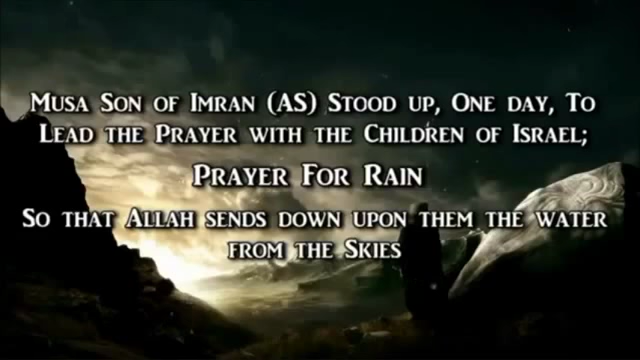 Musa Son of Imran (AS) Stood up, One day, To
Lead the Prayer with the Children of Israel;
Prayer For Rain
So that Allah sends down upon them the water
from the Skies